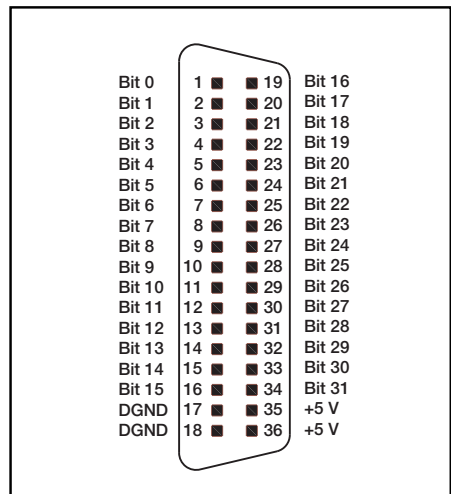 Bit 0 1 19 Bit 16
Bit 1 2 20 Bit 17
Bit 2 3 21 Bit 18
Bit 3 4 22 Bit 19
Bit 4 5 23 Bit 20
Bit 5 6 24 Bit 21
Bit 6 7 25 Bit 22
Bit 7 8 26 Bit 23
Bit 8 9 27 Bit 24
Bit 9 10 28 Bit 25
Bit 10 11 29 Bit 26
Bit 11 12 30 Bit 27
Bit 12 13 31 Bit 28
Bit 13 14 32 Bit 29
Bit 14 15 33 Bit 30
Bit 15 16 34 Bit 31
DGND 17 35 +5 V
DGND 18 36 +5 V